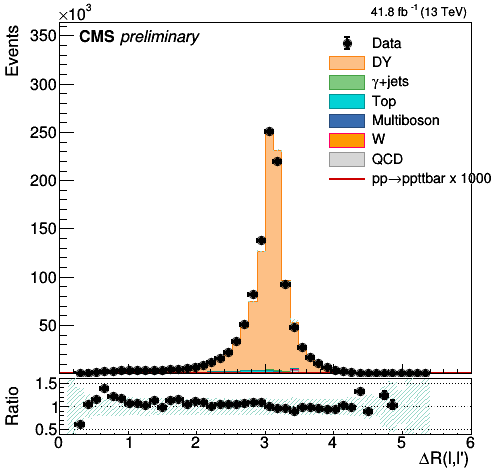 ×10³
41.8 fb⁻¹ (13 TeV)
Events
CMS preliminary
350
300
250
200
150
100
50
Data
DY
γ+jets
Top
Multiboson
W
QCD
pp→ppttbar x 1000
Ratio
1.5
1
0.5
0 1 2 3 4 5 6
ΔR(l,l')